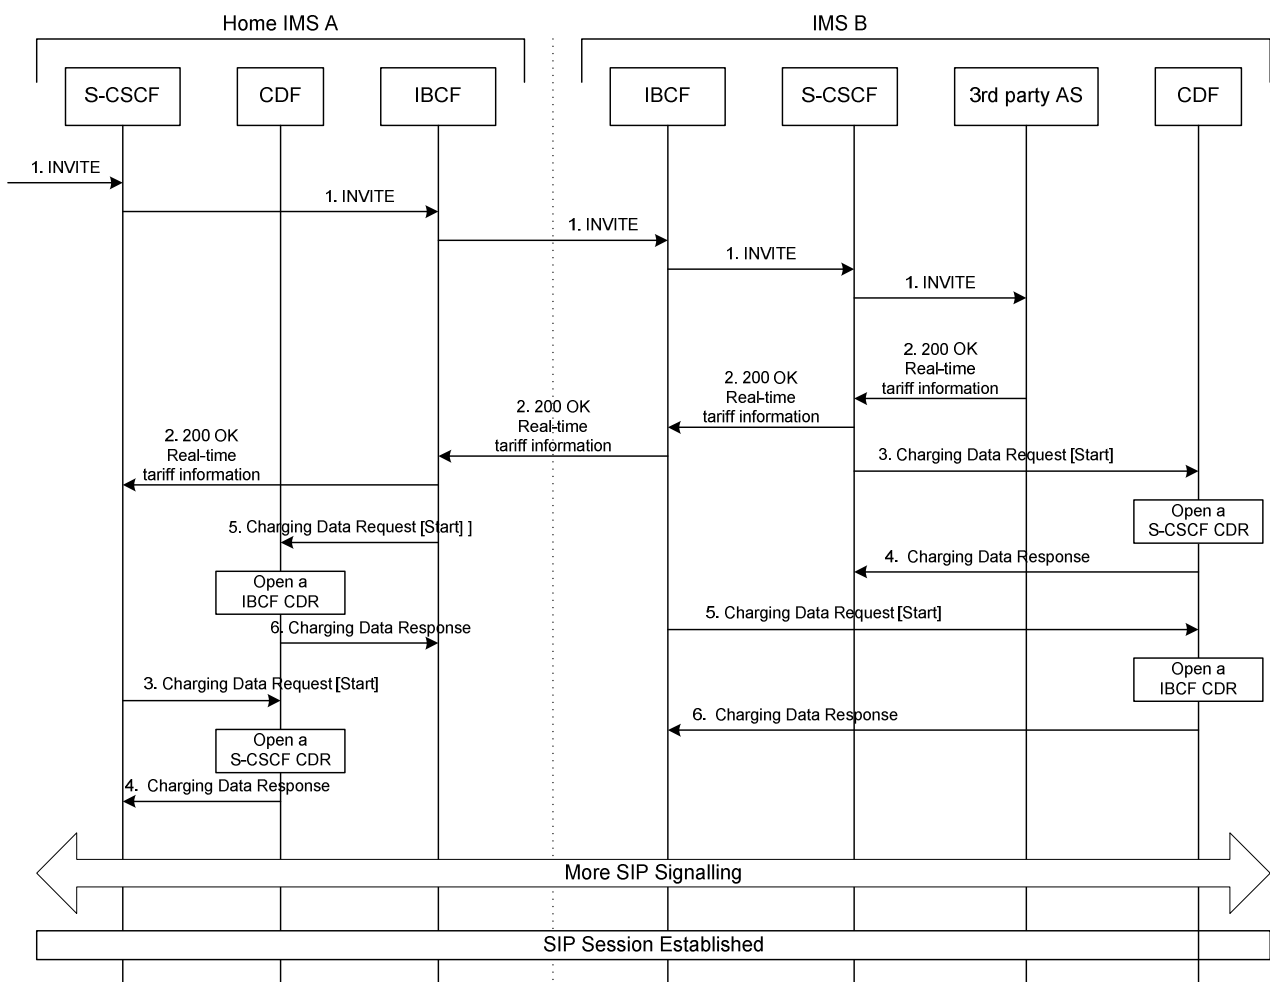 Home IMS A
IMS B
S-CSCF
CDF
IBCF
IBCF
S-CSCF
3rd party AS
CDF
1. INVITE
1. INVITE
1. INVITE
1. INVITE
1. INVITE
2. 200 OK
Real-time
tariff information
2. 200 OK
Real-time
tariff information
2. 200 OK
Real-time
tariff information
2. 200 OK
Real-time
tariff information
3. Charging Data Request [Start]
Open a
S-CSCF CDR
5. Charging Data Request [Start] ]
4. Charging Data Response
Open a
IBCF CDR
5. Charging Data Request [Start]
6. Charging Data Response
Open a
IBCF CDR
3. Charging Data Request [Start]
6. Charging Data Response
Open a
S-CSCF CDR
4. Charging Data Response
More SIP Signalling
SIP Session Established